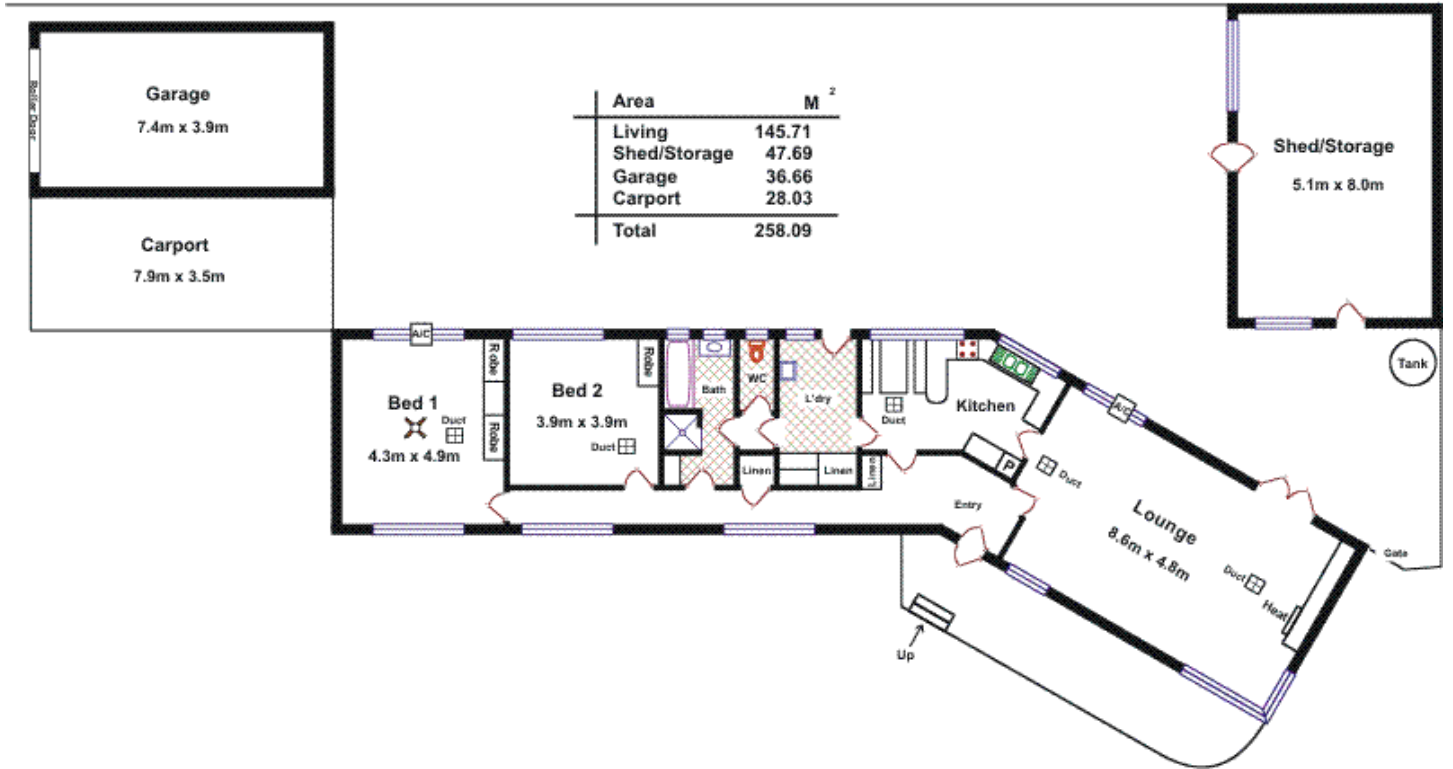 Roller Door
Garage
7.4m x 3.9m
Carport
7.9m x 3.5m
Area M 2
Living 145.71
Shed/Storage 47.69
Garage 36.66
Carport 28.03
Total 258.09
Shed/Storage
5.1m x 8.0m
Tank
Gate
A/C
Robe
Robe
Bed 1
Duct
4.3m x 4.9m
Robe
Bed 2
3.9m x 3.9m
Duct
Bath
WC
L'dry
Linen
Linen
Linen
Duct
Kitchen
P
Entry
A/C
Duct
Lounge
8.6m x 4.8m
Duct
Heat
Up